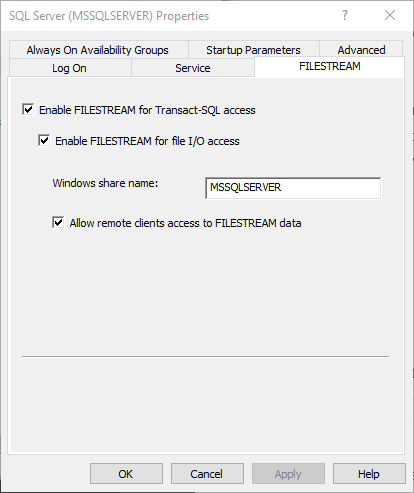 SQL Server (MSSQLSERVER) Properties
Always On Availability Groups Startup Parameters Advanced
Log On Service FILESTREAM
Enable FILESTREAM for Transact-SQL access
Enable FILESTREAM for file I/O access
Windows share name: MSSQLSERVER
Allow remote clients access to FILESTREAM data
OK Cancel Apply Help